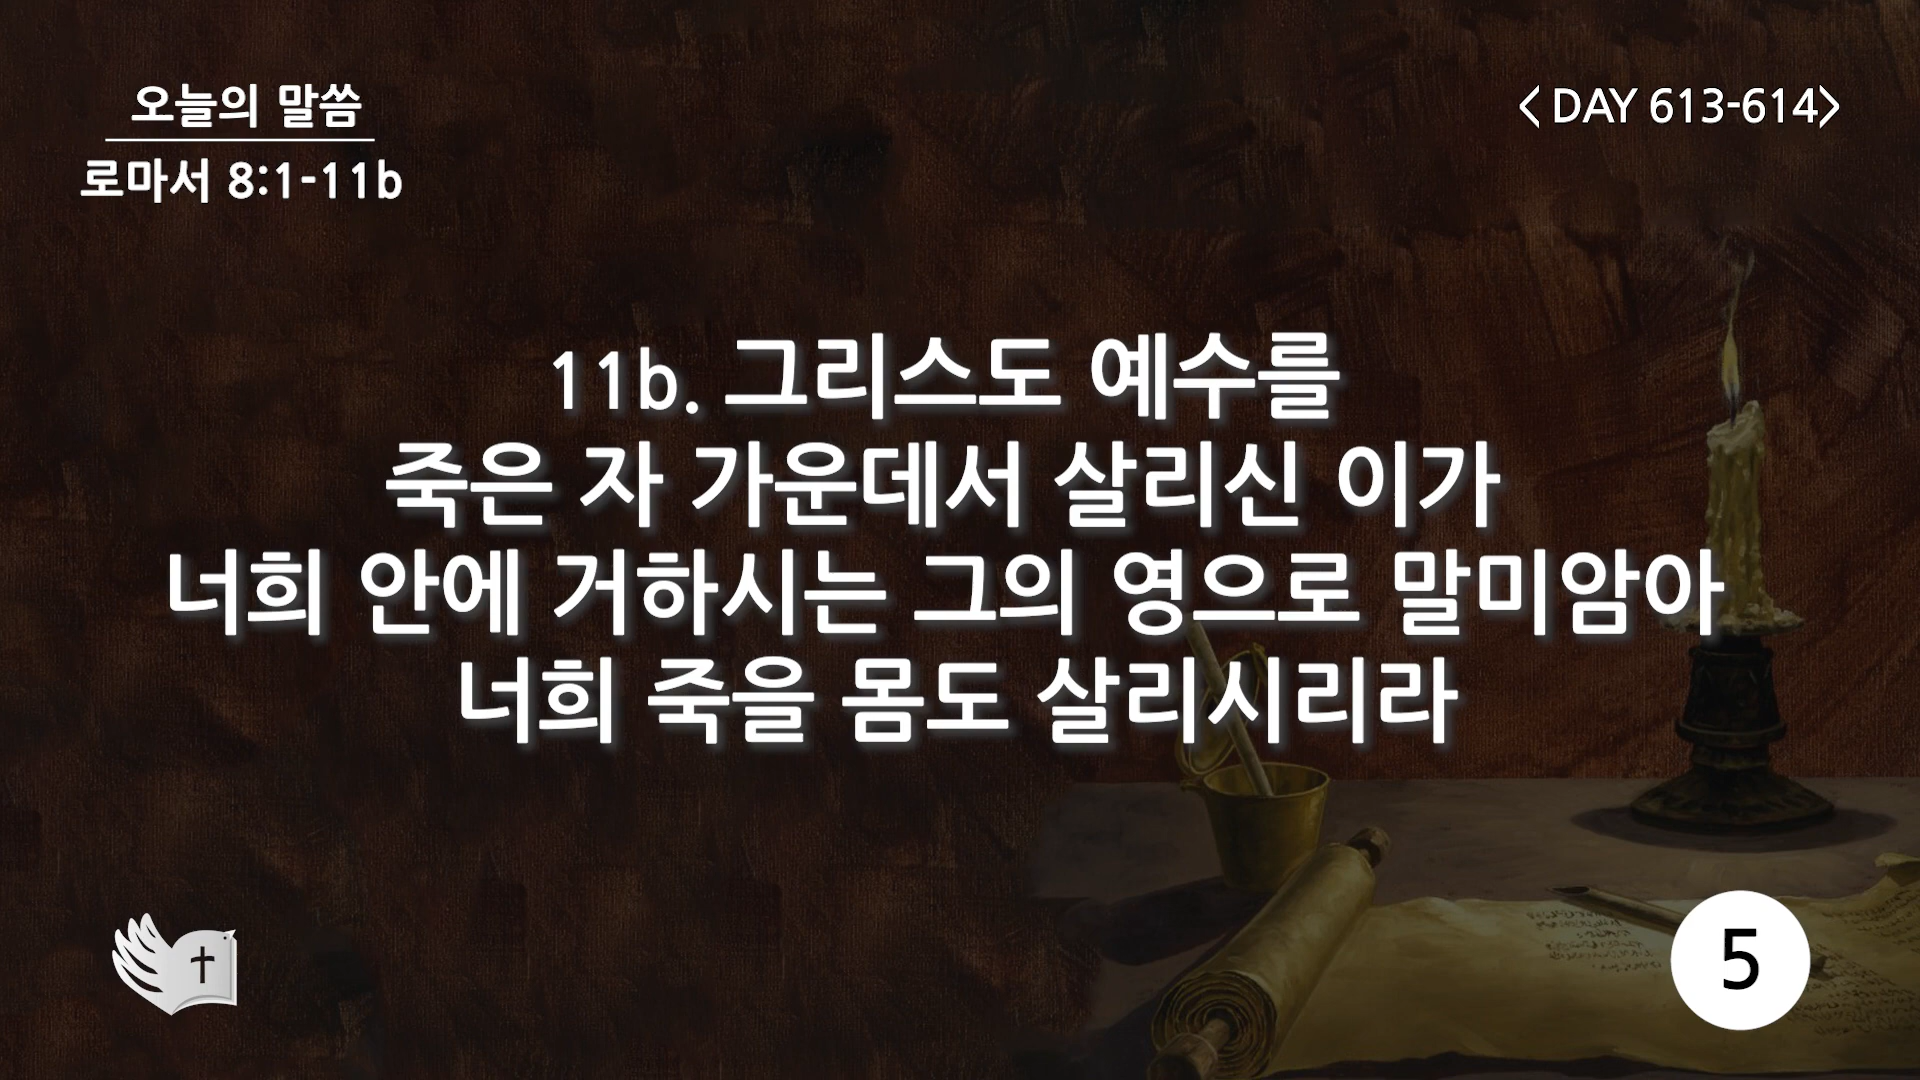 오늘의 말씀
로마서 8:1-11b
< DAY 613-614>
11b. 그리스도 예수를
죽은 자 가운데서 살리신 이가
너희 안에 거하시는 그의 영으로 말미암아
너희 죽을 몸도 살리시리라
5